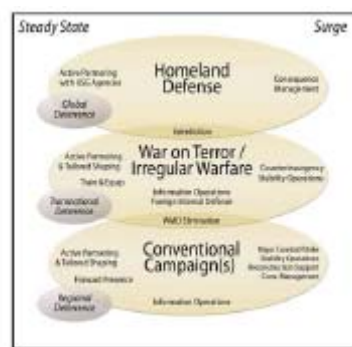 Steady State
Surge
Homeland
Defense
Active Partnering
with USG Agencies
Consequence
Management
Global
Deterrence
Interdiction
War on Terror /
Irregular Warfare
Active Partnering
& Tailored Shaping
Train & Equip
Counterinsurgency
Stability Operations
Information Operations
Foreign Internal Defense
Transnational
Deterrence
WMD Elimination
Conventional
Campaign(s)
Active Partnering
& Tailored Shaping
Forward Presence
Major Combat/Strike
Stability Operations
Reconstruction Support
Cons. Management
Regional
Deterrence
Information Operations